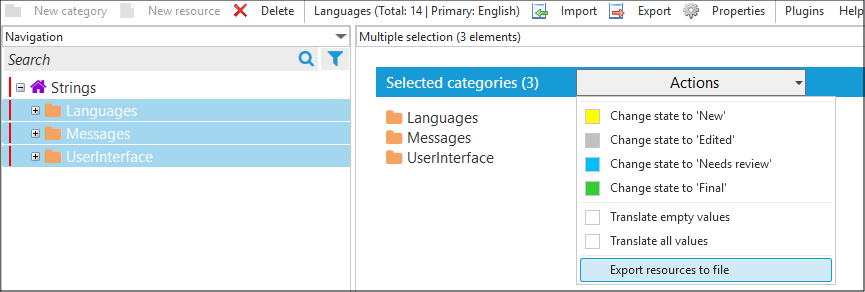 New category New resource Delete Languages (Total: 14 | Primary: English) Import Export Properties Plugins Help
Navigation
Search
Strings
Languages
Messages
UserInterface
Multiple selection (3 elements)
Selected categories (3) Actions
Languages
Messages
UserInterface
Change state to 'New'
Change state to 'Edited'
Change state to 'Needs review'
Change state to 'Final'
Translate empty values
Translate all values
Export resources to file